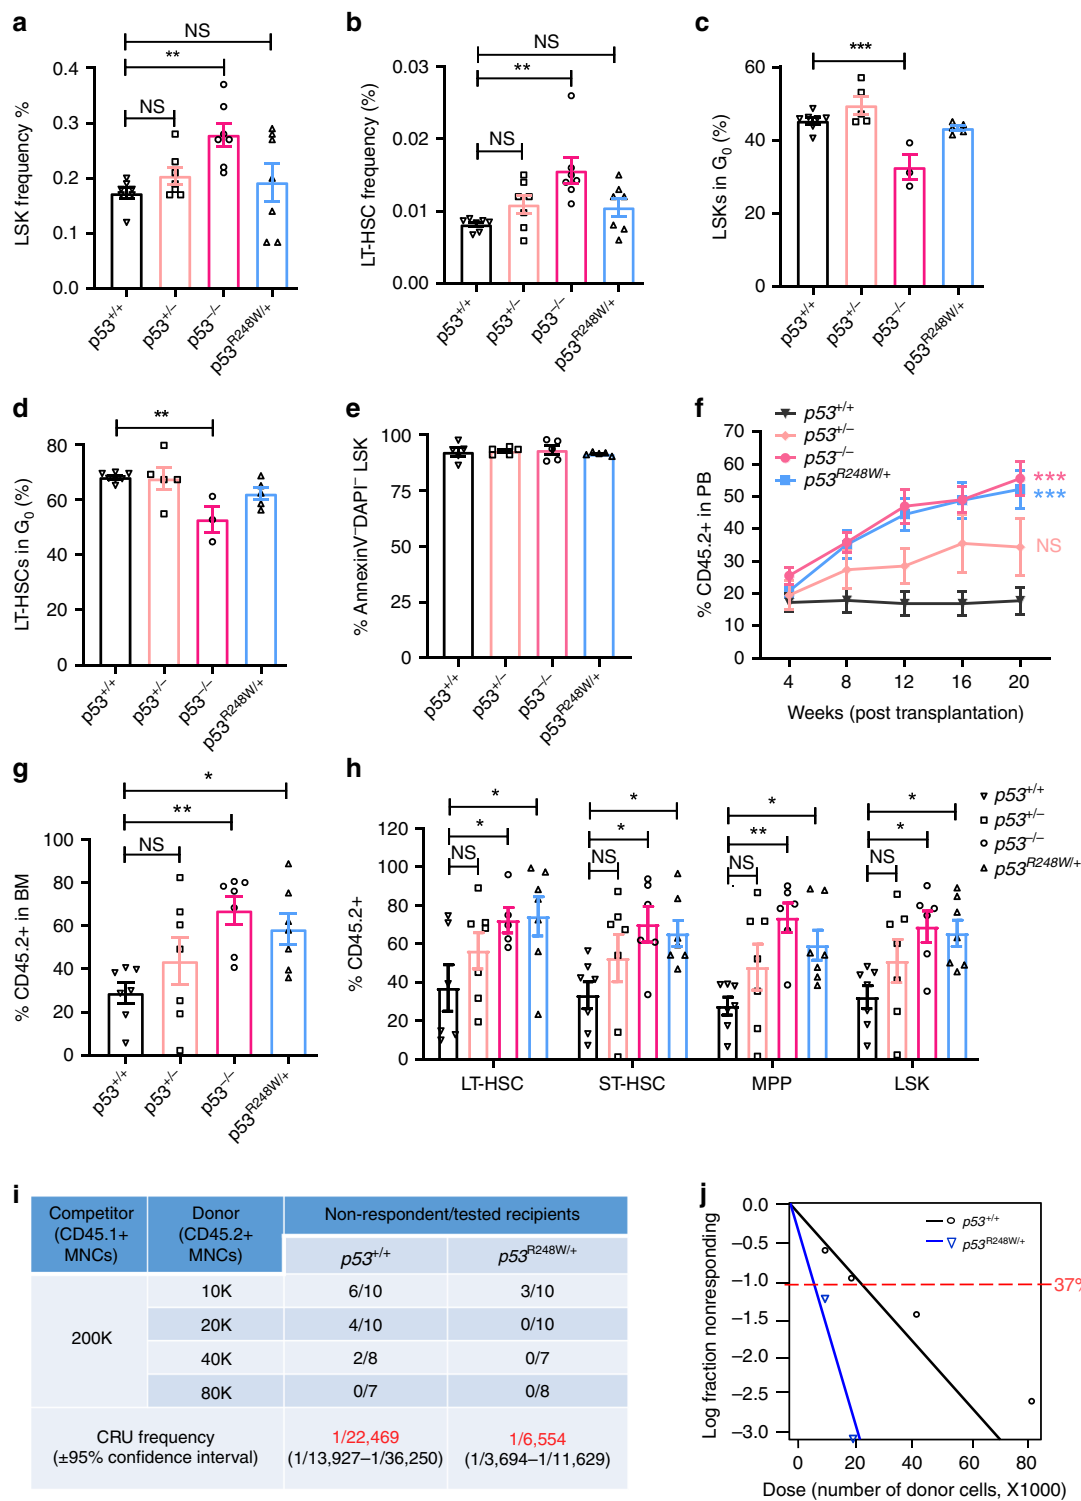 a
NS
**
NS
LSK frequency %
0.4
0.3
0.2
0.1
0.0
p53+/+
p53+/−
p53−/−
p53R248W/+
b
NS
**
NS
LT-HSC frequency (%)
0.03
0.02
0.01
0.00
p53+/+
p53+/−
p53−/−
p53R248W/+
c
***
LSKs in G0 (%)
60
40
20
0
p53+/+
p53+/−
p53−/−
p53R248W/+
d
**
LT-HSCs in G0 (%)
80
60
40
20
0
p53+/+
p53+/−
p53−/−
p53R248W/+
e
% AnnexinV−DAPI− LSK
100
75
50
25
0
p53+/+
p53+/−
p53−/−
p53R248W/+
f
p53+/+
p53+/−
p53−/−
p53R248W/+
% CD45.2+ in PB
70
60
50
40
30
20
10
0
***
***
NS
4 8 12 16 20
Weeks (post transplantation)
g
*
**
NS
% CD45.2+ in BM
100
80
60
40
20
0
p53+/+
p53+/−
p53−/−
p53R248W/+
h
% CD45.2+
120
100
80
60
40
20
0
*
*
NS
*
*
NS
*
**
NS
*
*
NS
LT-HSC ST-HSC MPP LSK
p53+/+
p53+/−
p53−/−
p53R248W/+
i
Competitor (CD45.1+ MNCs)
Donor (CD45.2+ MNCs)
Non-respondent/tested recipients
p53+/+ p53R248W/+
200K
10K 6/10 3/10
20K 4/10 0/10
40K 2/8 0/7
80K 0/7 0/8
CRU frequency (±95% confidence interval)
1/22,469 (1/13,927–1/36,250)
1/6,554 (1/3,694–1/11,629)
j
Log fraction nonresponding
0.0
−0.5
−1.0
−1.5
−2.0
−2.5
−3.0
p53+/+
p53R248W/+
0 20 40 60 80
Dose (number of donor cells, X1000)